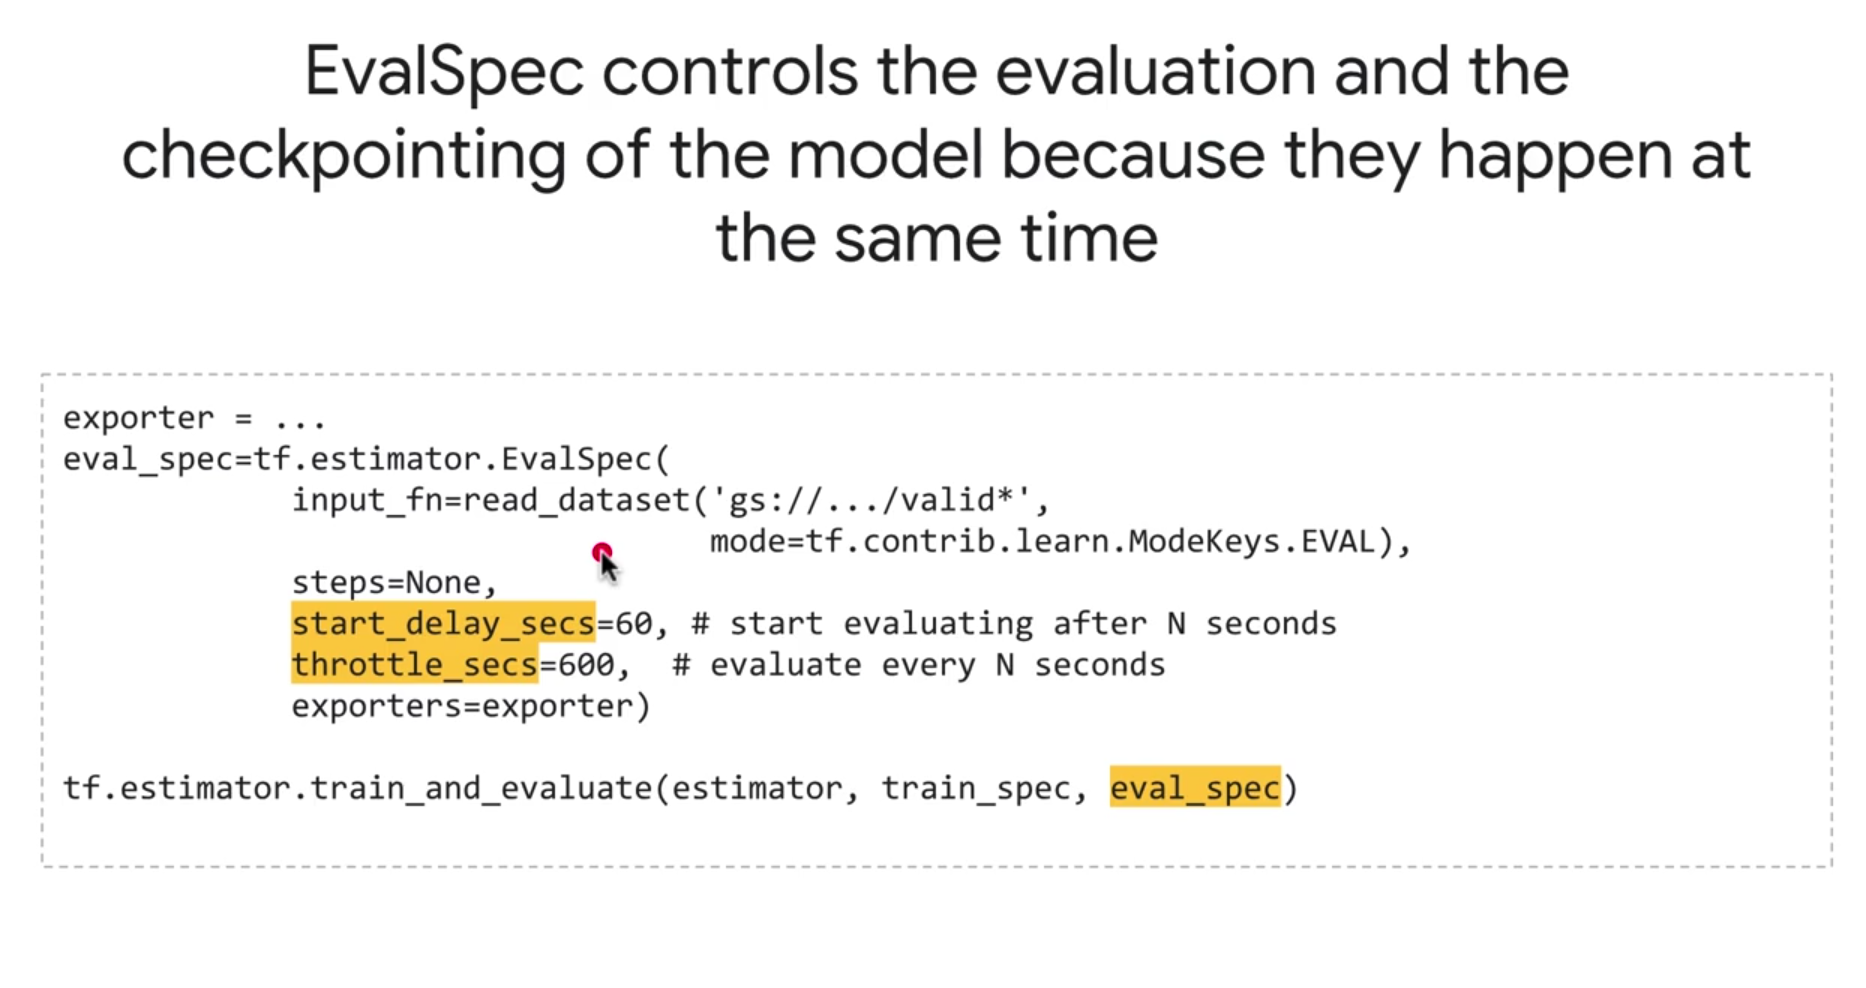 EvalSpec controls the evaluation and the
checkpointing of the model because they happen at
the same time
exporter = ...
eval_spec=tf.estimator.EvalSpec(
input_fn=read_dataset('gs://.../valid*',
mode=tf.contrib.learn.ModeKeys.EVAL),
steps=None,
start_delay_secs=60, # start evaluating after N seconds
throttle_secs=600,  # evaluate every N seconds
exporters=exporter)
tf.estimator.train_and_evaluate(estimator, train_spec, eval_spec)